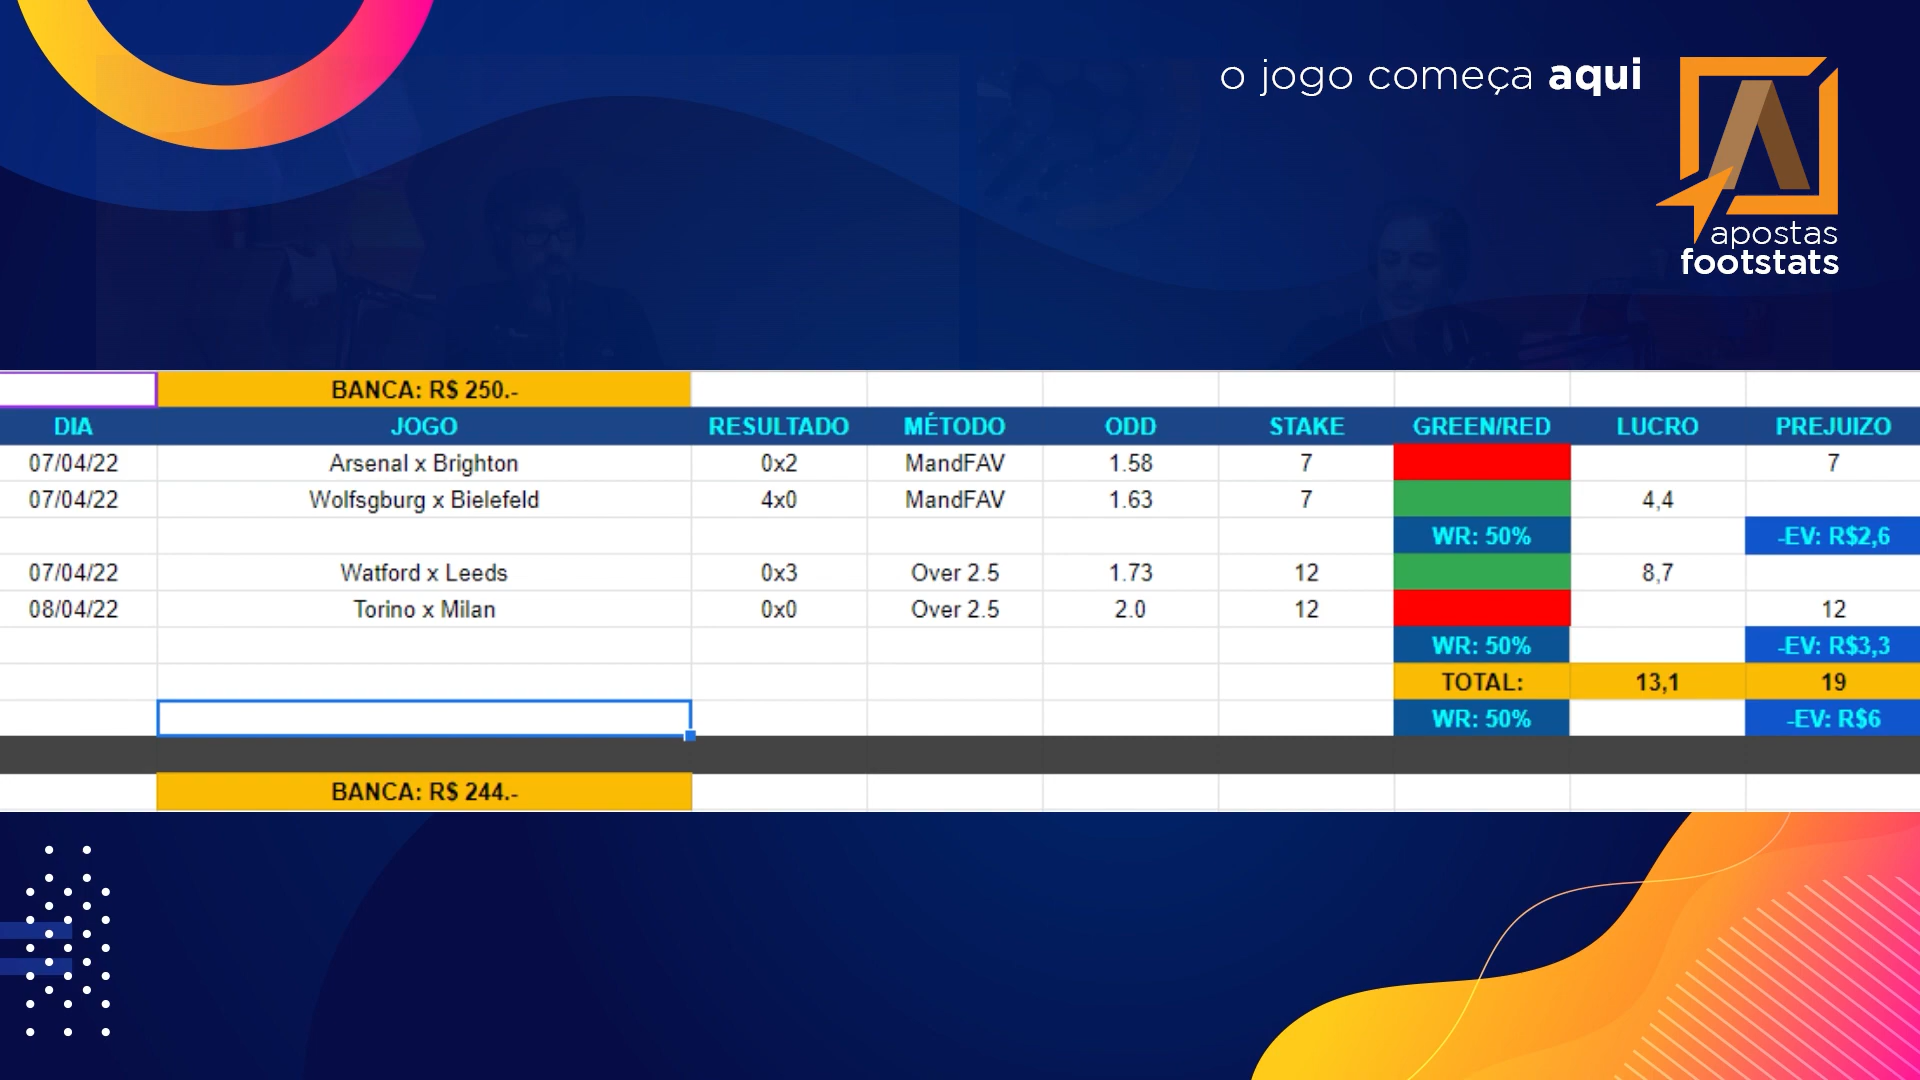 o jogo começa aqui
apostas
footstats
BANCA: R$ 250.-
DIA JOGO RESULTADO MÉTODO ODD STAKE GREEN/RED LUCRO PREJUIZO
07/04/22 Arsenal x Brighton 0x2 MandFAV 1.58 7 7
07/04/22 Wolfsgburg x Bielefeld 4x0 MandFAV 1.63 7 4,4
WR: 50% -EV: R$2,6
07/04/22 Watford x Leeds 0x3 Over 2.5 1.73 12 8,7
08/04/22 Torino x Milan 0x0 Over 2.5 2.0 12 12
WR: 50% -EV: R$3,3
TOTAL: 13,1 19
WR: 50% -EV: R$6
BANCA: R$ 244.-